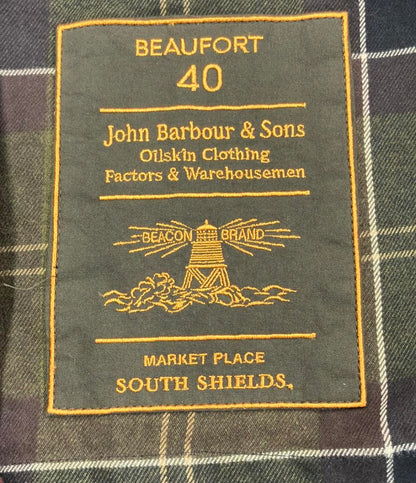 BEAUFORT
40
John Barbour & Sons
Oilskin Clothing
Factors & Warehousemen
BEACON BRAND
MARKET PLACE
SOUTH SHIELDS.